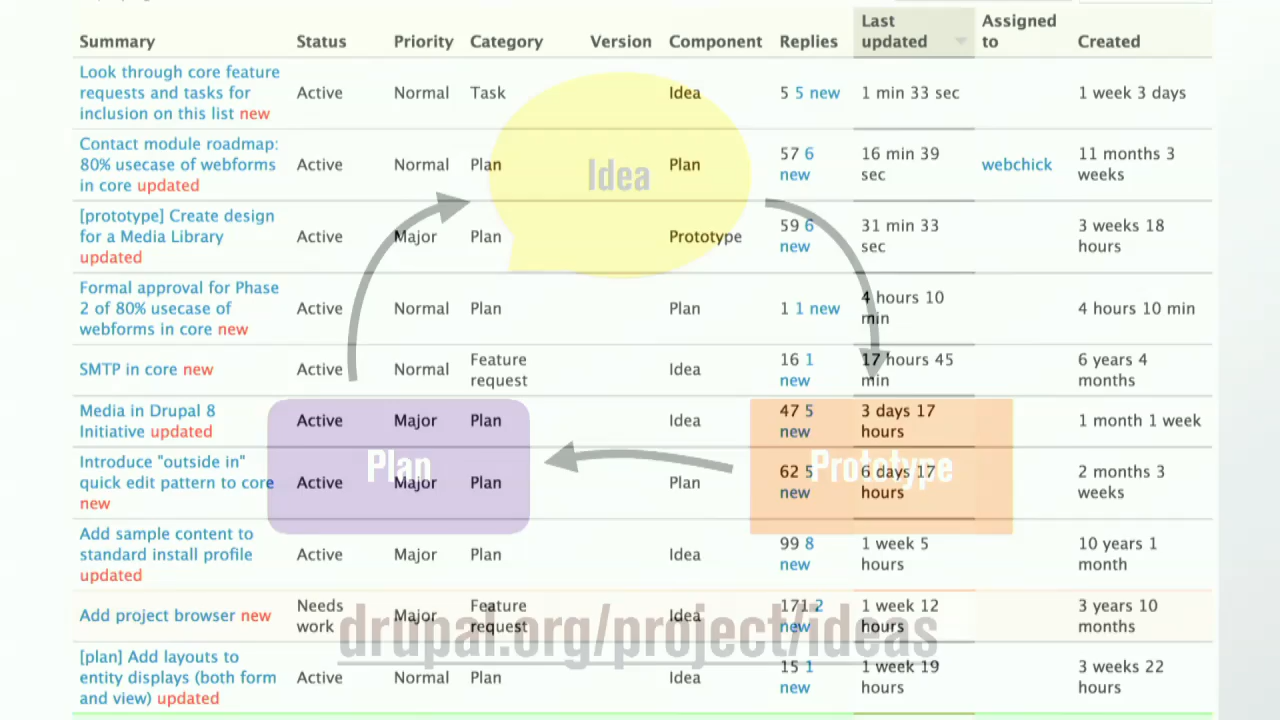 Summary Status Priority Category Version Component Replies Last updated Assigned to Created
Look through core feature requests and tasks for inclusion on this list new Active Normal Task Idea 5 5 new 1 min 33 sec 1 week 3 days
Contact module roadmap: 80% usecase of webforms in core updated Active Normal Plan Plan 57 6 new 16 min 39 sec webchick 11 months 3 weeks
[prototype] Create design for a Media Library updated Active Major Plan Prototype 59 6 new 31 min 33 sec 3 weeks 18 hours
Formal approval for Phase 2 of 80% usecase of webforms in core new Active Normal Plan Plan 1 1 new 4 hours 10 min 4 hours 10 min
SMTP in core new Active Normal Feature request Idea 16 1 new 17 hours 45 min 6 years 4 months
Media in Drupal 8 Initiative updated Active Major Plan Idea 47 5 new 3 days 17 hours 1 month 1 week
Introduce "outside in" quick edit pattern to core new Active Major Plan Plan 62 5 new 6 days 17 hours 2 months 3 weeks
Add sample content to standard install profile updated Active Major Plan Idea 99 8 new 1 week 5 hours 10 years 1 month
Add project browser new Needs work Major Feature request Idea 171 2 new 1 week 12 hours 3 years 10 months
[plan] Add layouts to entity displays (both form and view) updated Active Normal Plan Idea 15 1 new 1 week 19 hours 3 weeks 22 hours
Idea
Plan
Prototype
drupal.org/project/ideas